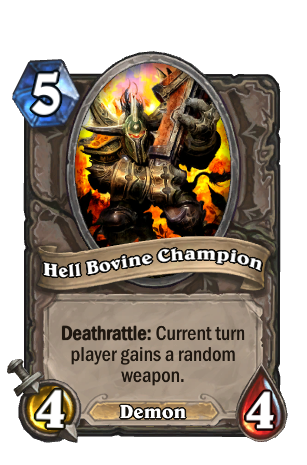 5
Hell Bovine Champion
Deathrattle: Current turn
player gains a random
weapon.
4
Demon
4